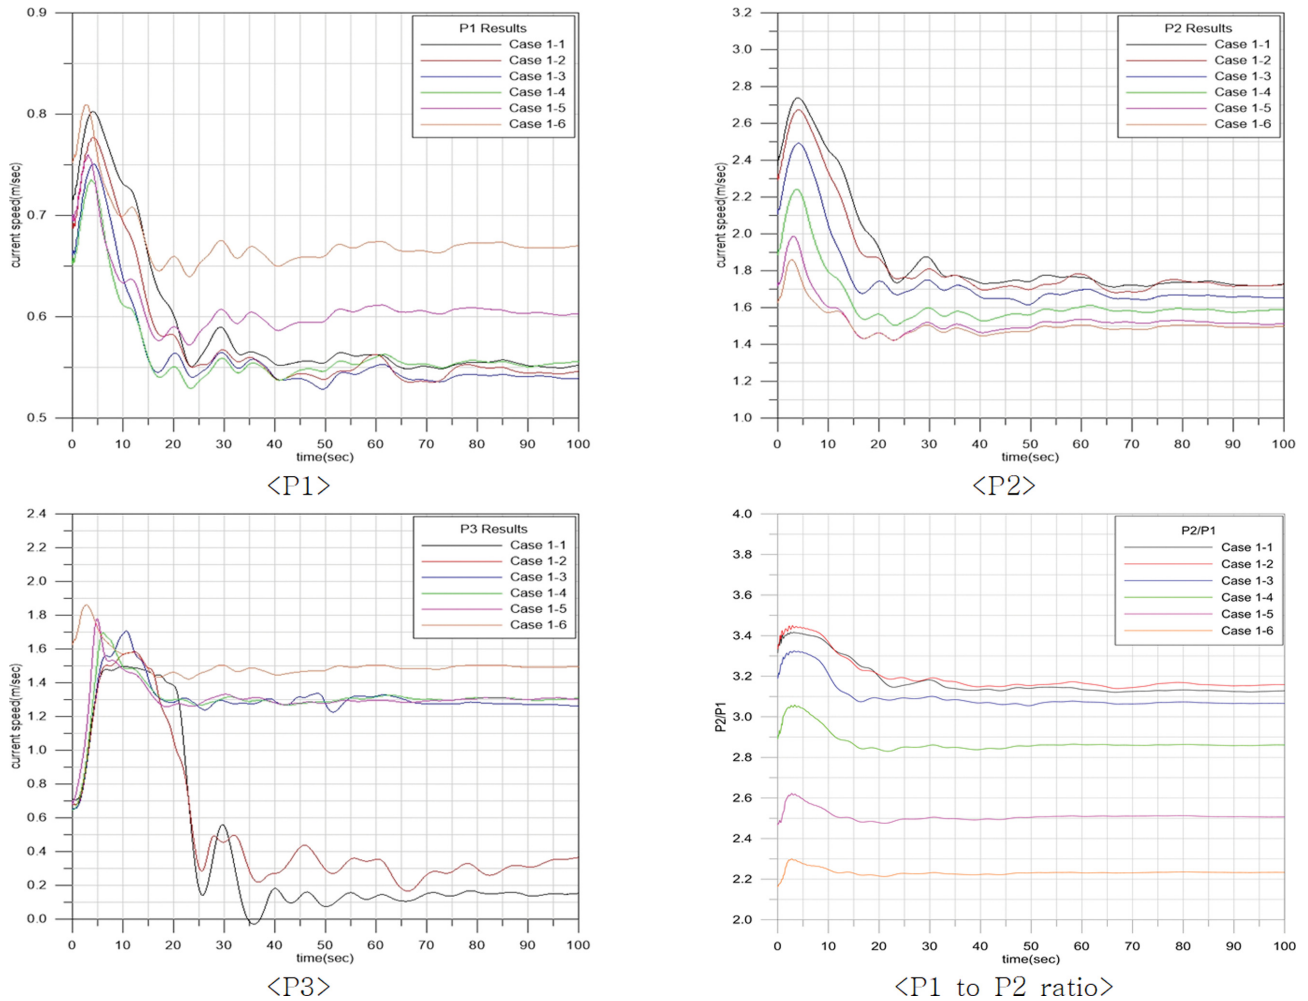 P1 Results
Case 1-1
Case 1-2
Case 1-3
Case 1-4
Case 1-5
Case 1-6
0.9
0.8
0.7
0.6
0.5
current speed(m/sec)
0 10 20 30 40 50 60 70 80 90 100
time(sec)
<P1>
P2 Results
Case 1-1
Case 1-2
Case 1-3
Case 1-4
Case 1-5
Case 1-6
3.2
3.0
2.8
2.6
2.4
2.2
2.0
1.8
1.6
1.4
1.2
1.0
current speed(m/sec)
0 10 20 30 40 50 60 70 80 90 100
time(sec)
<P2>
P3 Results
Case 1-1
Case 1-2
Case 1-3
Case 1-4
Case 1-5
Case 1-6
2.4
2.2
2.0
1.8
1.6
1.4
1.2
1.0
0.8
0.6
0.4
0.2
0.0
current speed(m/sec)
0 10 20 30 40 50 60 70 80 90 100
time(sec)
<P3>
P2/P1
Case 1-1
Case 1-2
Case 1-3
Case 1-4
Case 1-5
Case 1-6
4.0
3.8
3.6
3.4
3.2
3.0
2.8
2.6
2.4
2.2
2.0
P2/P1
0 10 20 30 40 50 60 70 80 90 100
time(sec)
<P1 to P2 ratio>